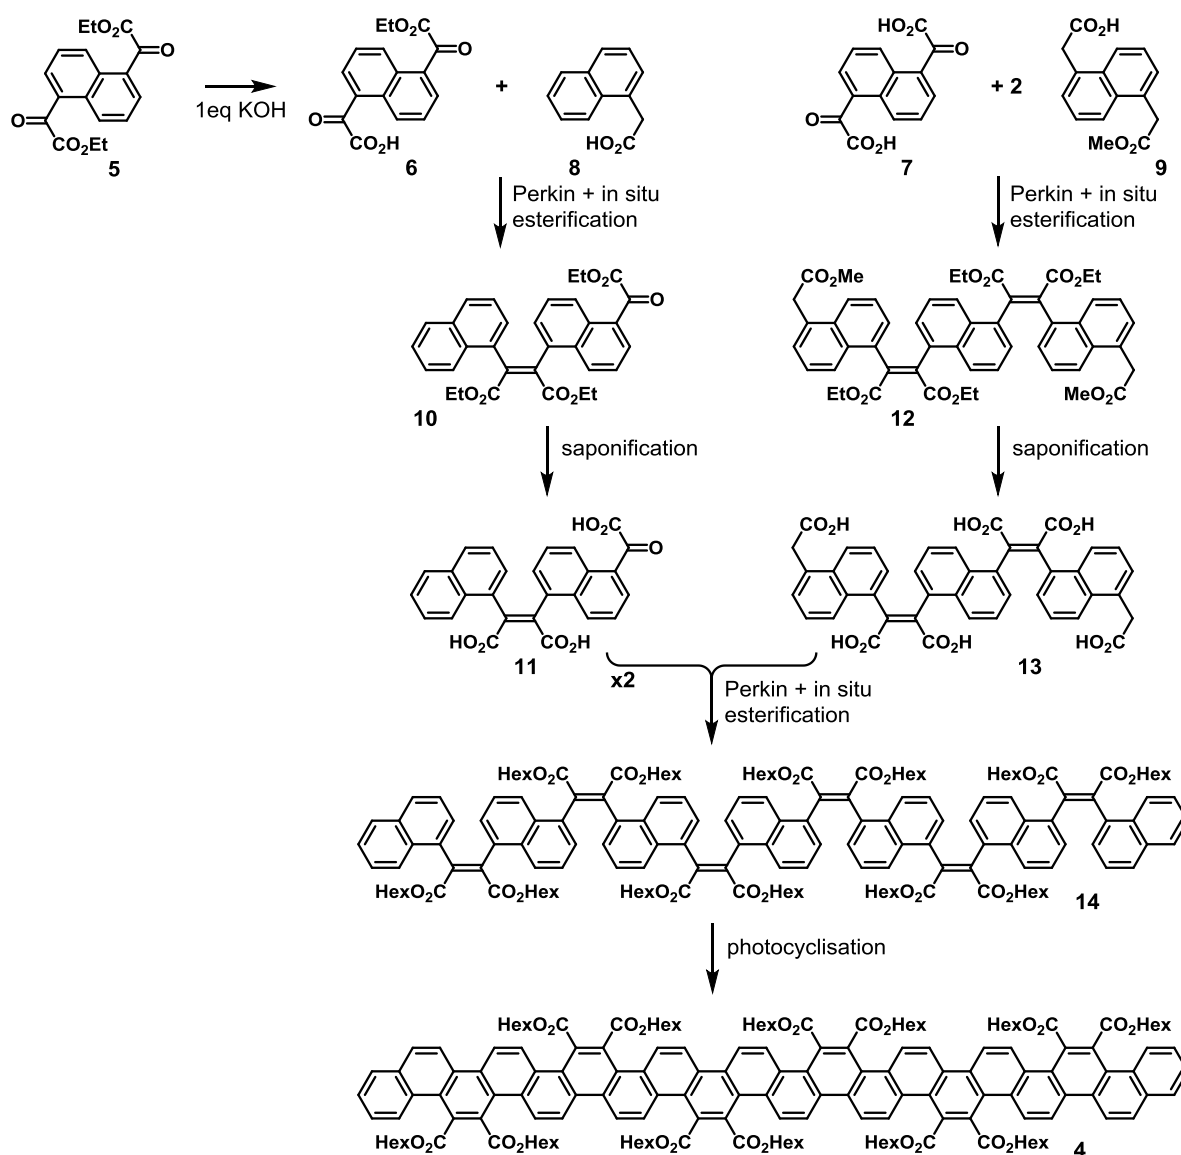 EtO2C
O
O
CO2Et
5
1eq KOH
EtO2C
O
O
CO2H
6
+
HO2C
8
HO2C
O
O
CO2H
7
+ 2
CO2H
MeO2C
9
Perkin + in situ
esterification
Perkin + in situ
esterification
EtO2C
O
EtO2C
CO2Et
10
CO2Me
EtO2C
CO2Et
EtO2C
CO2Et
MeO2C
12
saponification
saponification
HO2C
O
HO2C
CO2H
11
x2
CO2H
HO2C
CO2H
HO2C
CO2H
HO2C
13
Perkin + in situ
esterification
HexO2C
CO2Hex
HexO2C
CO2Hex
HexO2C
CO2Hex
HexO2C
CO2Hex
HexO2C
CO2Hex
HexO2C
CO2Hex
14
photocyclisation
HexO2C
CO2Hex
HexO2C
CO2Hex
HexO2C
CO2Hex
HexO2C
CO2Hex
HexO2C
CO2Hex
HexO2C
CO2Hex
4